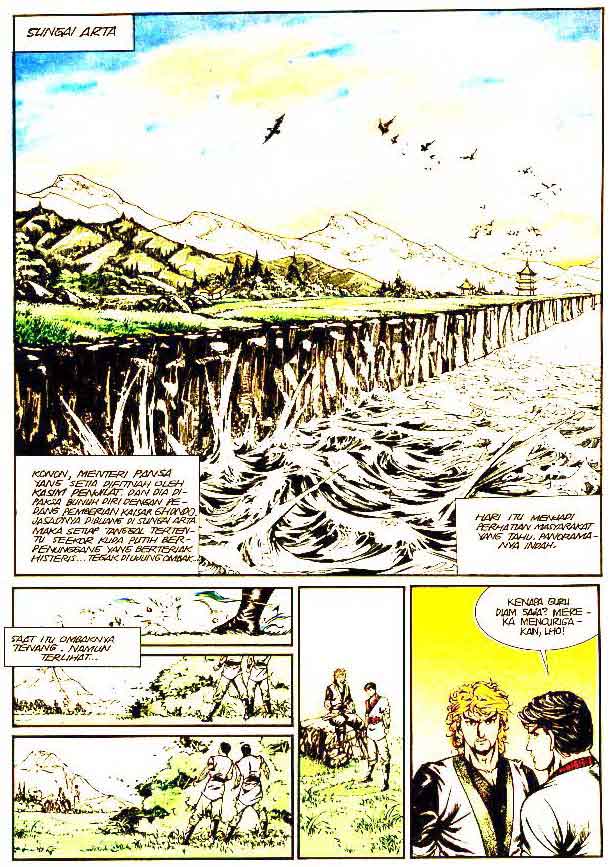 SUNGAI ARTA
KONON, MENTERI PANSA
YANG SETIA DIFITNAH OLEH
KASIM PENJILAT. DAN DIA DI-
PAKSA BUNUH DIRI DENGAN PE-
DANG PEMBERIAN KAISAR GHONDO.
JASADNYA DIBUANG DI SUNGAI ARTA
MAKA SETIAP TANGGAL TERTEN-
TU SEEKOR KUDA PUTIH BER-
PENUNGGANG YANG BERTERIAK
HISTERIS... TEGAK DI UJUNG OMBAK...
HARI ITU MENJADI
PERHATIAN MASYARAKAT
YANG TAHU. PANORAMA-
NYA INDAH.
SAAT ITU OMBAKNYA
TENANG. NAMUN
TERLIHAT...
KENAPA GURU
DIAM SAJA? MERE-
KA MENCURIGA-
KAN, LHO!